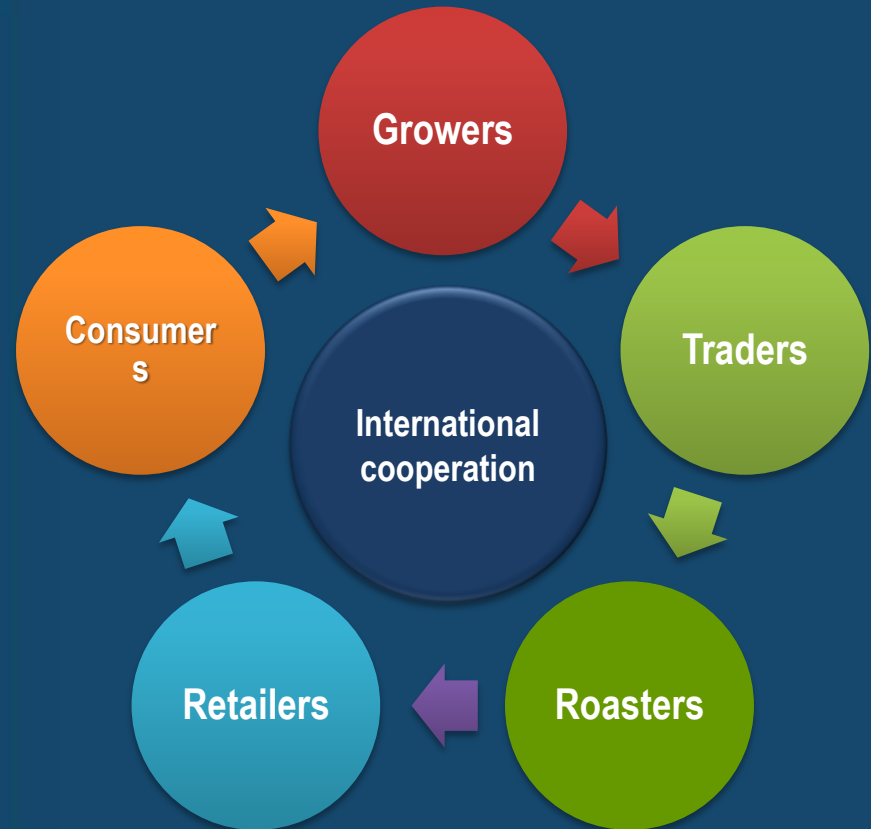 Growers
Traders
Roasters
Retailers
Consumer
s
International
cooperation